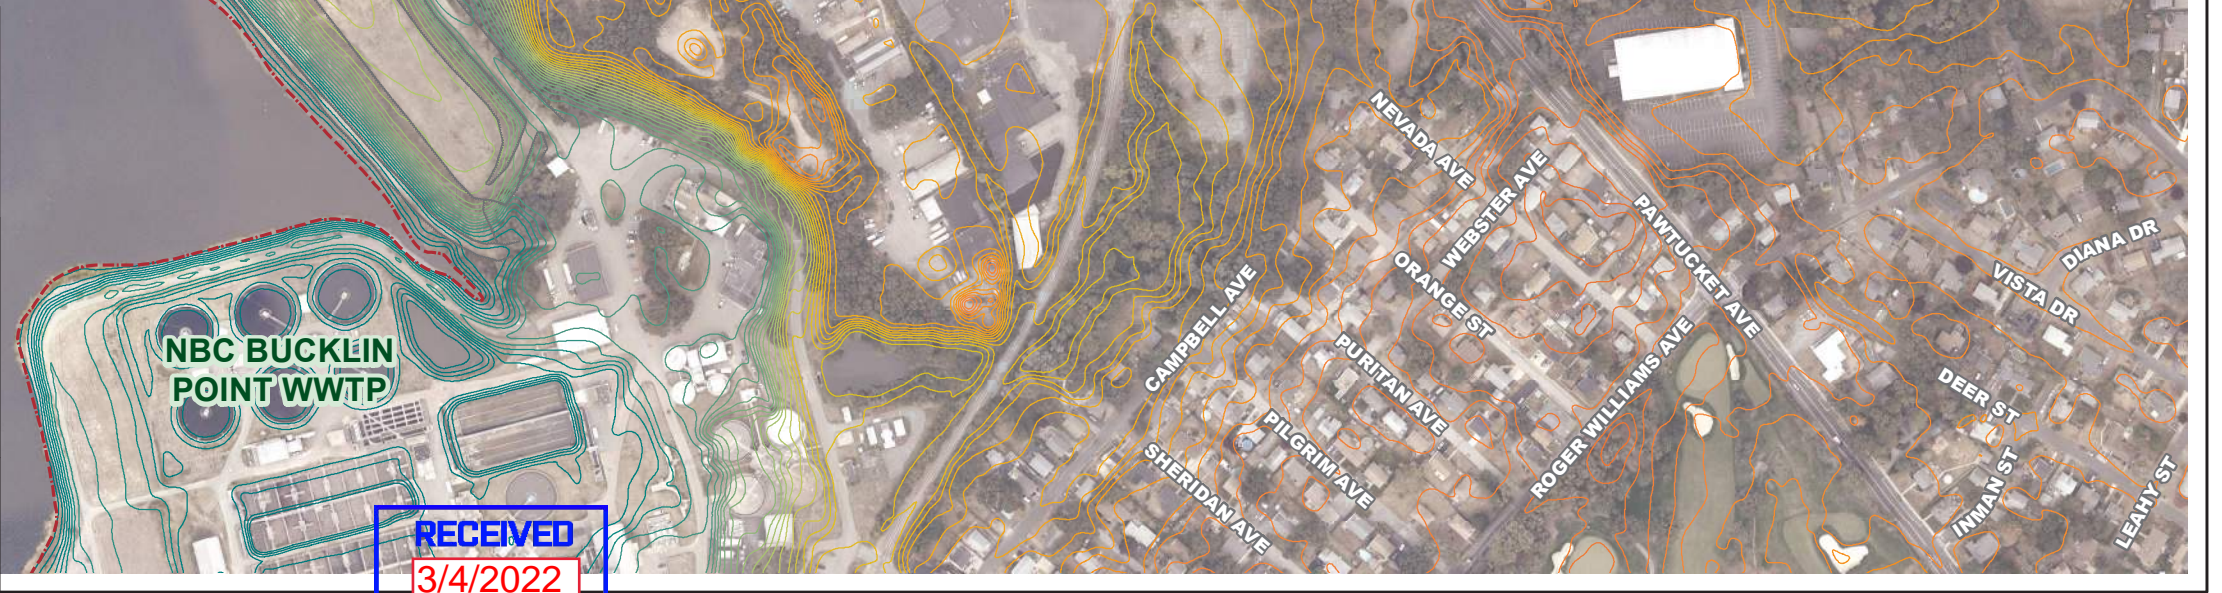 NBC BUCKLIN
POINT WWTP
RECEIVED
3/4/2022
NEVADA AVE
WEBSTER AVE
PAWTUCKET AVE
ORANGE ST
CAMPBELL AVE
PURITAN AVE
PILGRIM AVE
SHERIDAN AVE
ROGER WILLIAMS AVE
DIANA DR
VISTA DR
DEER ST
INMAN ST
LEAHY ST